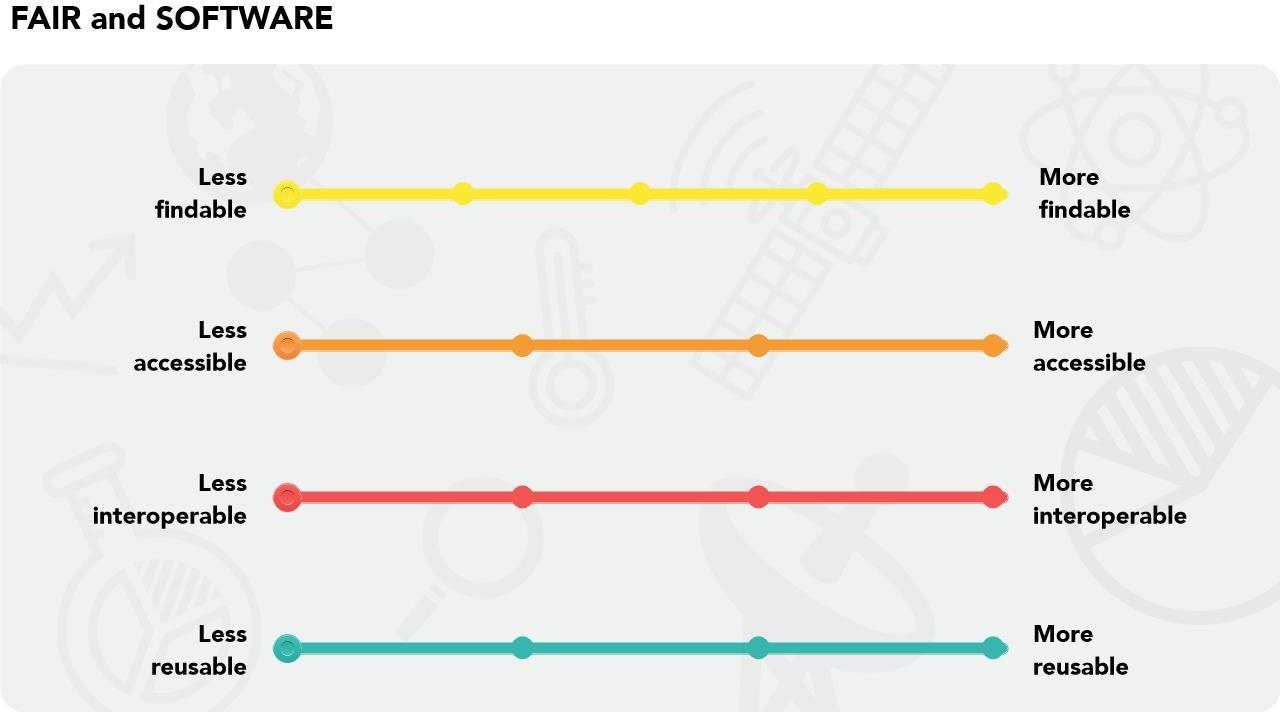 FAIR and SOFTWARE
Less
findable
More
findable
Less
accessible
More
accessible
Less
interoperable
More
interoperable
Less
reusable
More
reusable